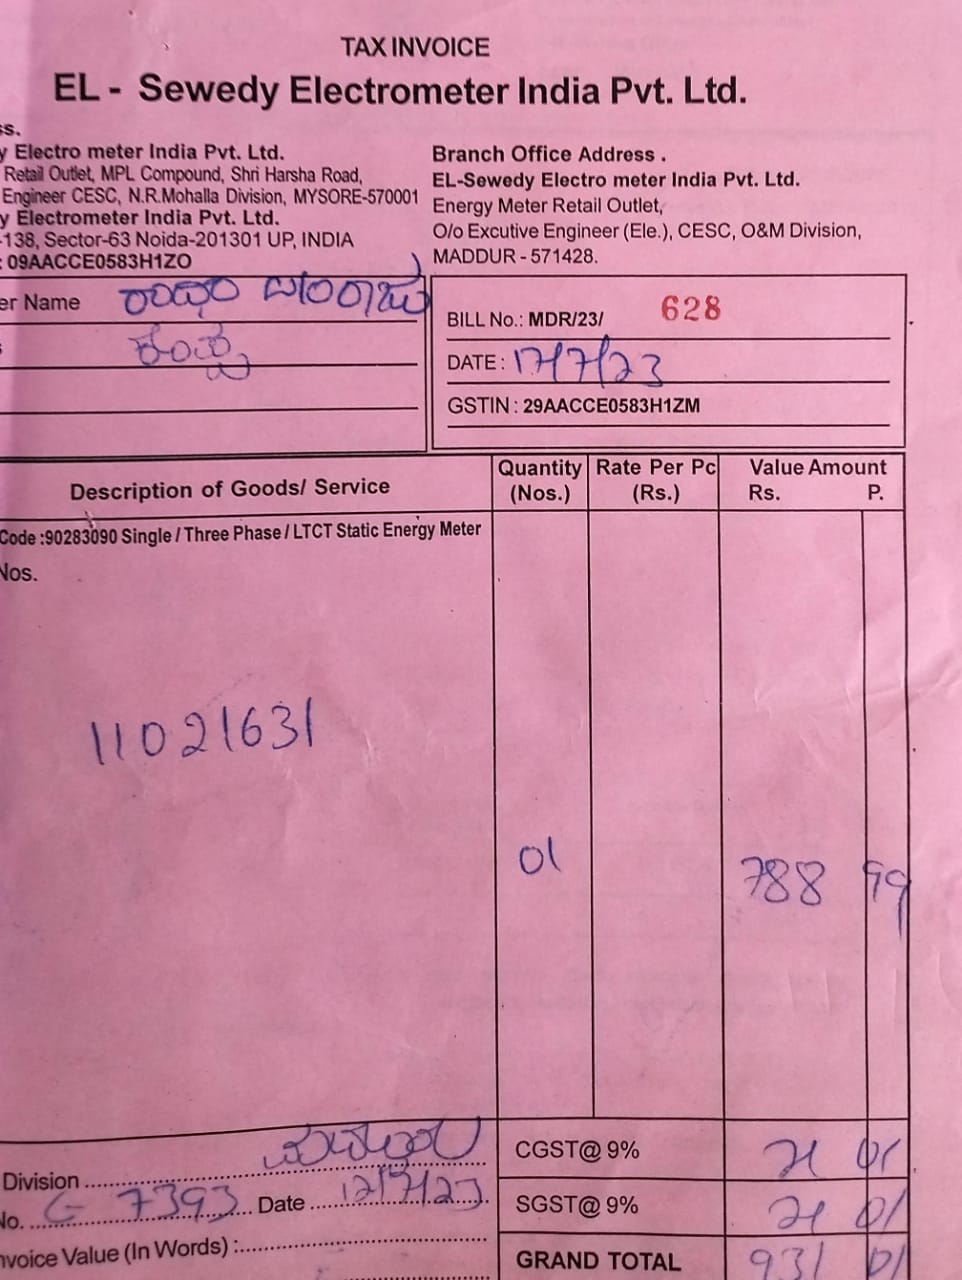 TAX INVOICE
EL - Sewedy Electrometer India Pvt. Ltd.
ss.
y Electro meter India Pvt. Ltd.
Retail Outlet, MPL Compound, Shri Harsha Road,
Engineer CESC, N.R.Mohalla Division, MYSORE-570001
y Electrometer India Pvt. Ltd.
-138, Sector-63 Noida-201301 UP, INDIA
: 09AACCE0583H1ZO
Branch Office Address .
EL-Sewedy Electro meter India Pvt. Ltd.
Energy Meter Retail Outlet,
O/o Excutive Engineer (Ele.), CESC, O&M Division,
MADDUR - 571428.
er Name
BILL No.: MDR/23/ 628
DATE : 17/7/23
GSTIN : 29AACCE0583H1ZM
Description of Goods/ Service Quantity (Nos.) Rate Per Pc (Rs.) Value Amount Rs. P.
Code :90283090 Single / Three Phase / LTCT Static Energy Meter
Nos.
11021631
01 788 99
Division
CGST@ 9% 71 01
No. G 7393 Date 12/7/23
SGST@ 9% 71 01
nvoice Value (In Words) :
GRAND TOTAL 931 01